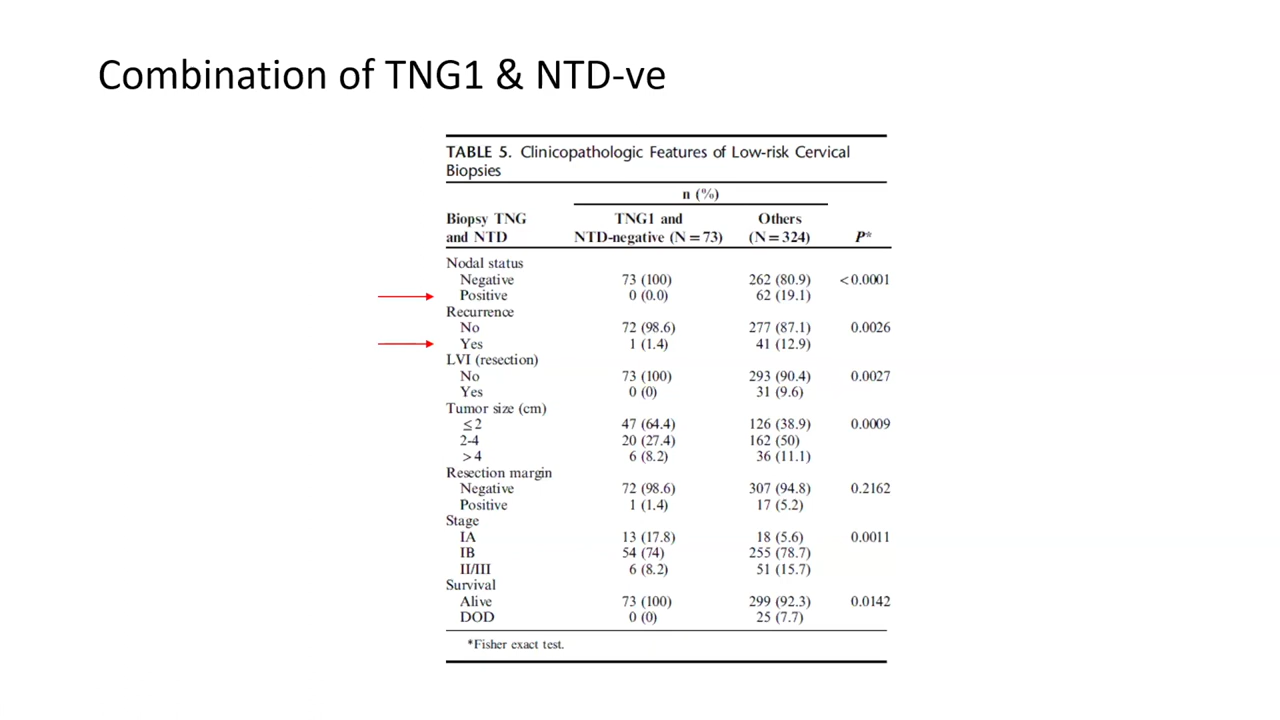 Combination of TNG1 & NTD-ve
TABLE 5. Clinicopathologic Features of Low-risk Cervical
Biopsies
n (%)
Biopsy TNG TNG1 and Others
and NTD NTD-negative (N=73) (N=324) P*
Nodal status
Negative 73 (100) 262 (80.9) <0.0001
Positive 0 (0.0) 62 (19.1)
Recurrence
No 72 (98.6) 277 (87.1) 0.0026
Yes 1 (1.4) 41 (12.9)
LVI (resection)
No 73 (100) 293 (90.4) 0.0027
Yes 0 (0) 31 (9.6)
Tumor size (cm)
≤2 47 (64.4) 126 (38.9) 0.0009
2-4 20 (27.4) 162 (50)
>4 6 (8.2) 36 (11.1)
Resection margin
Negative 72 (98.6) 307 (94.8) 0.2162
Positive 1 (1.4) 17 (5.2)
Stage
IA 13 (17.8) 18 (5.6) 0.0011
IB 54 (74) 255 (78.7)
II/III 6 (8.2) 51 (15.7)
Survival
Alive 73 (100) 299 (92.3) 0.0142
DOD 0 (0) 25 (7.7)
*Fisher exact test.